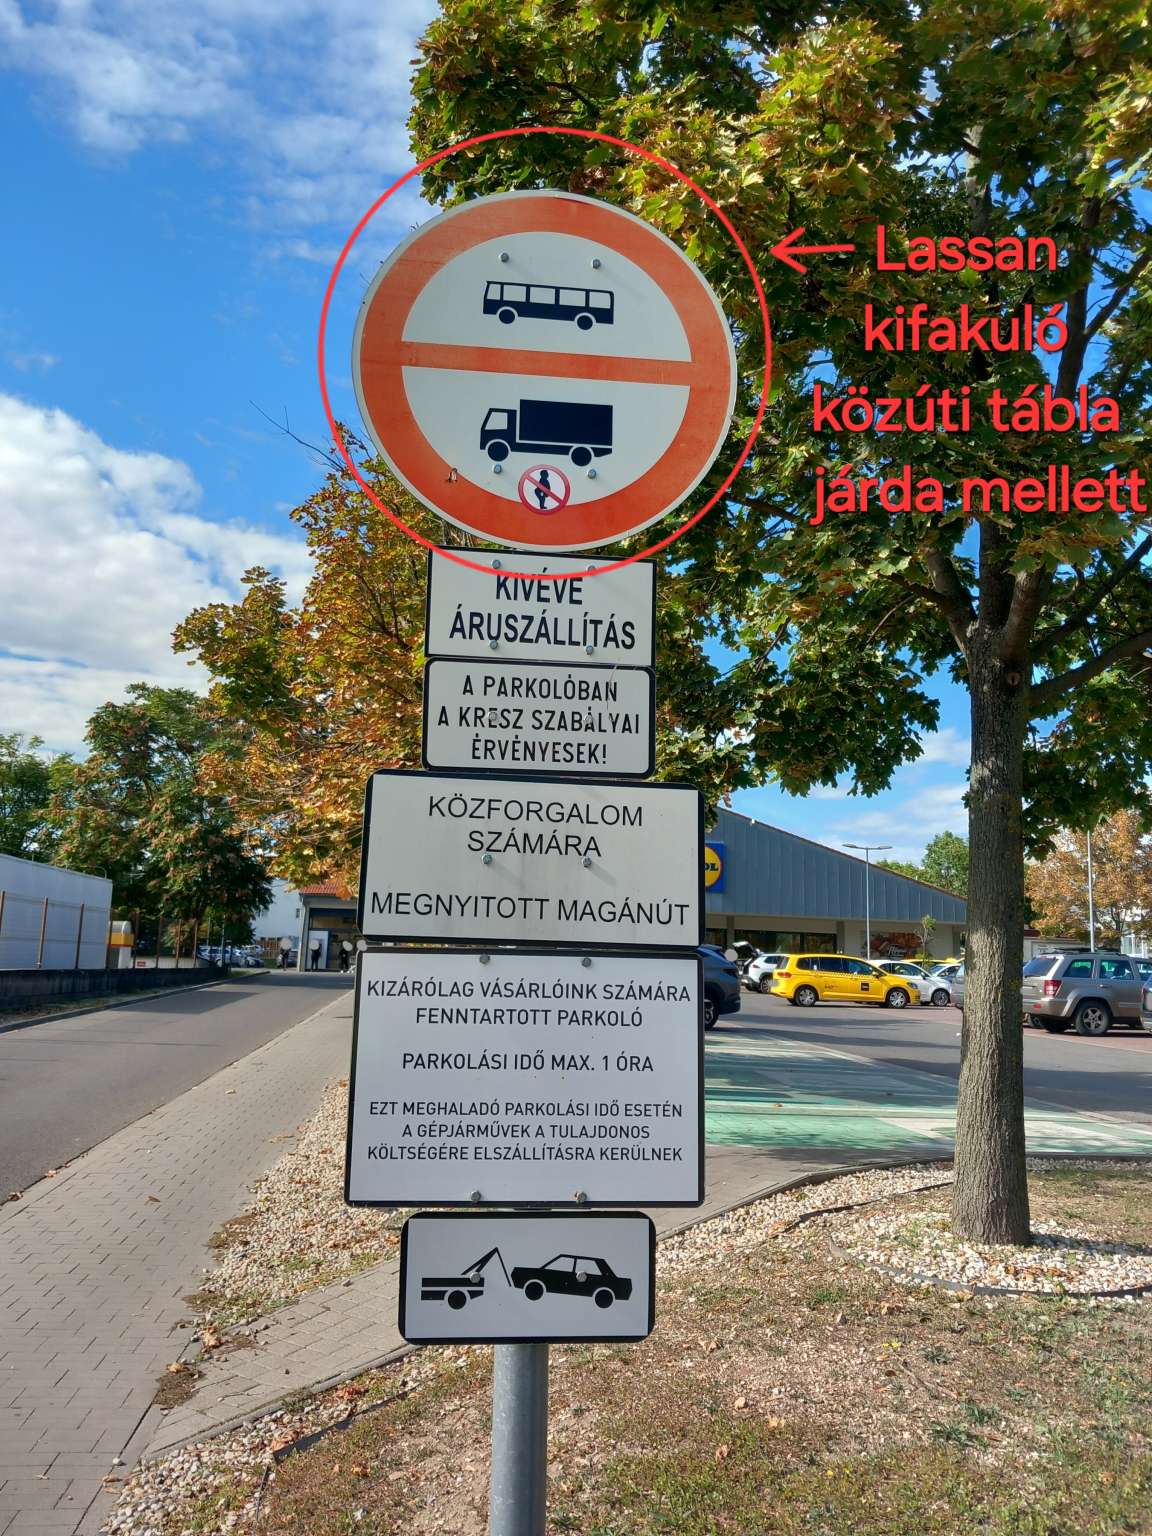 Lassan
kifakuló
közúti tábla
járda mellett
KIVÉVE
ÁRUSZÁLLÍTÁS
A PARKOLÓBAN
A KRESZ SZABÁLYAI
ÉRVÉNYESEK!
KÖZFORGALOM
SZÁMÁRA
MEGNYITOTT MAGÁNÚT
KIZÁRÓLAG VÁSÁRLÓINK SZÁMÁRA
FENNTARTOTT PARKOLÓ
PARKOLÁSI IDŐ MAX. 1 ÓRA
EZT MEGHALADÓ PARKOLÁSI IDŐ ESETÉN
A GÉPJÁRMŰVEK A TULAJDONOS
KÖLTSÉGÉRE ELSZÁLLÍTÁSRA KERÜLNEK